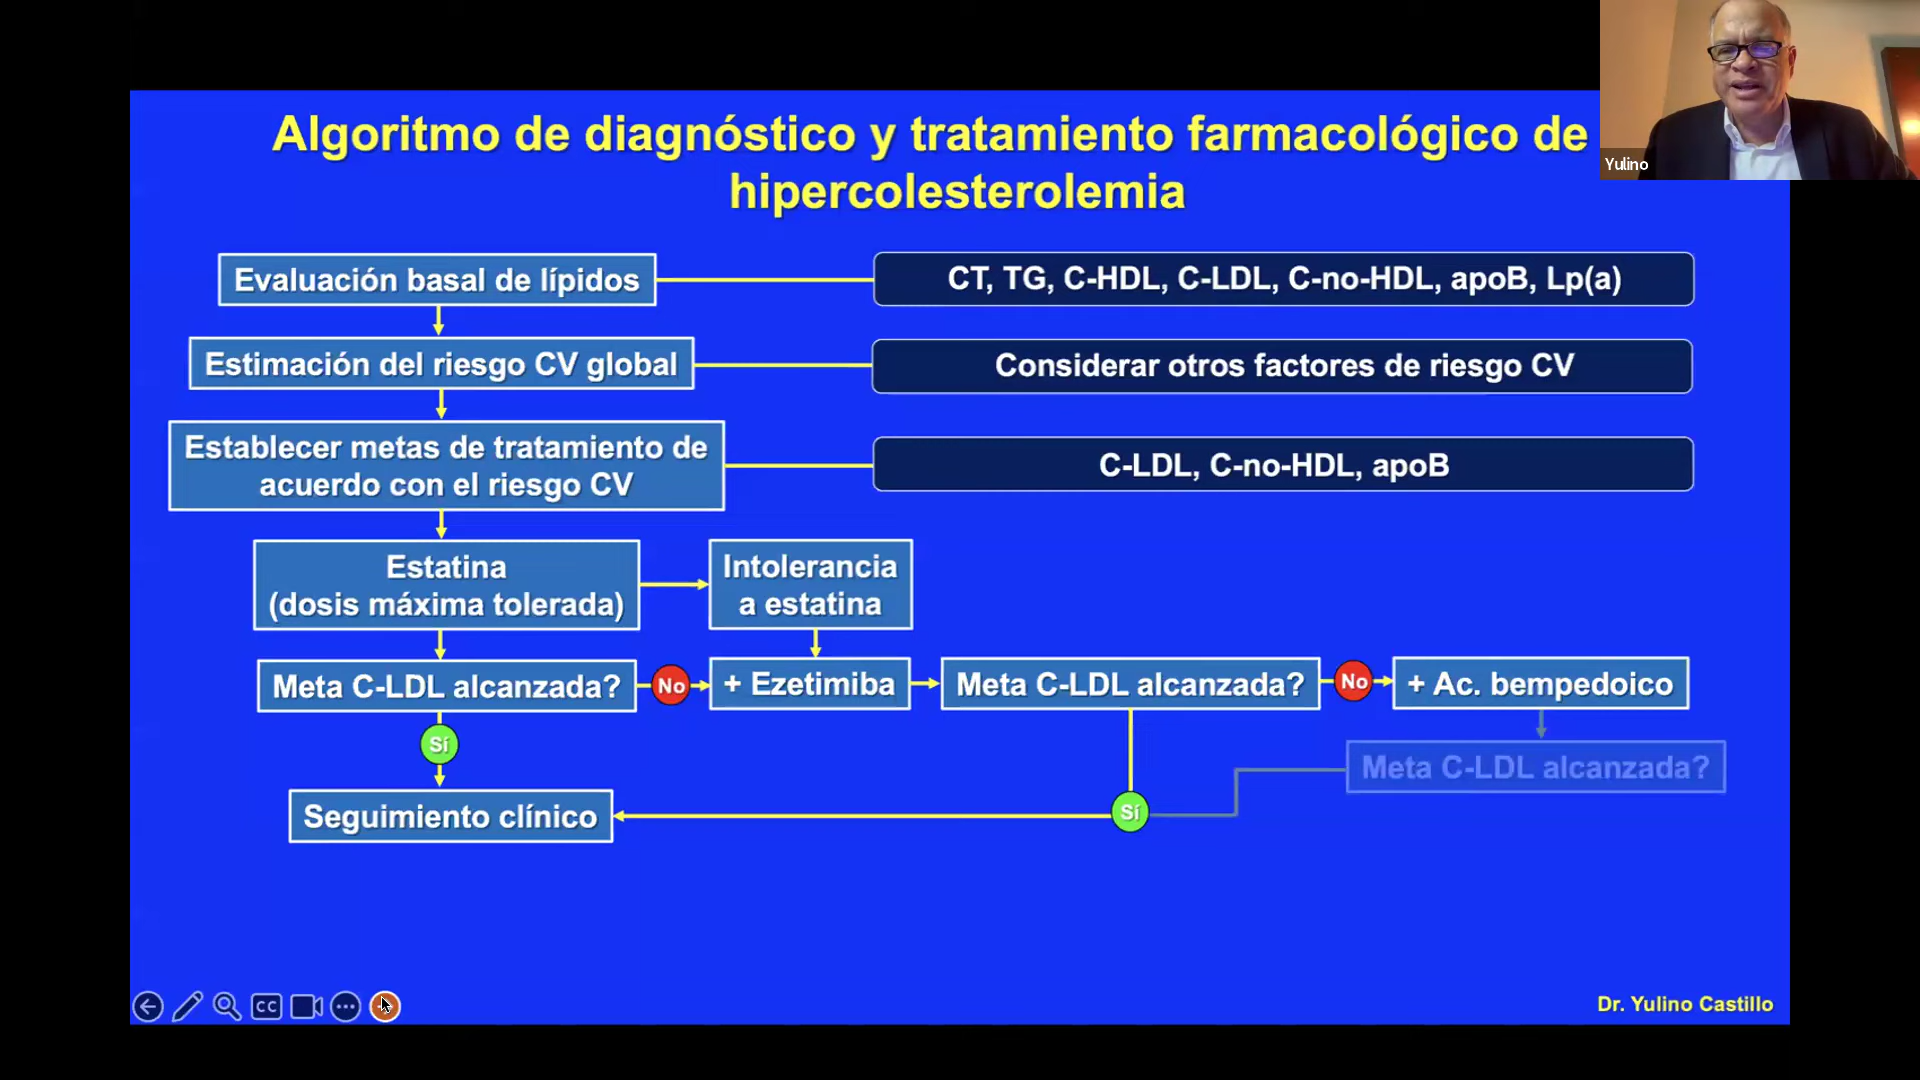 Algoritmo de diagnóstico y tratamiento farmacológico de
hipercolesterolemia
Yulino
Evaluación basal de lípidos
CT, TG, C-HDL, C-LDL, C-no-HDL, apoB, Lp(a)
Estimación del riesgo CV global
Considerar otros factores de riesgo CV
Establecer metas de tratamiento de
acuerdo con el riesgo CV
C-LDL, C-no-HDL, apoB
Estatina
(dosis máxima tolerada)
Intolerancia
a estatina
Meta C-LDL alcanzada?
No
+ Ezetimiba
Meta C-LDL alcanzada?
No
+ Ac. bempedoico
Sí
Meta C-LDL alcanzada?
Seguimiento clínico
Sí
CC
Dr. Yulino Castillo